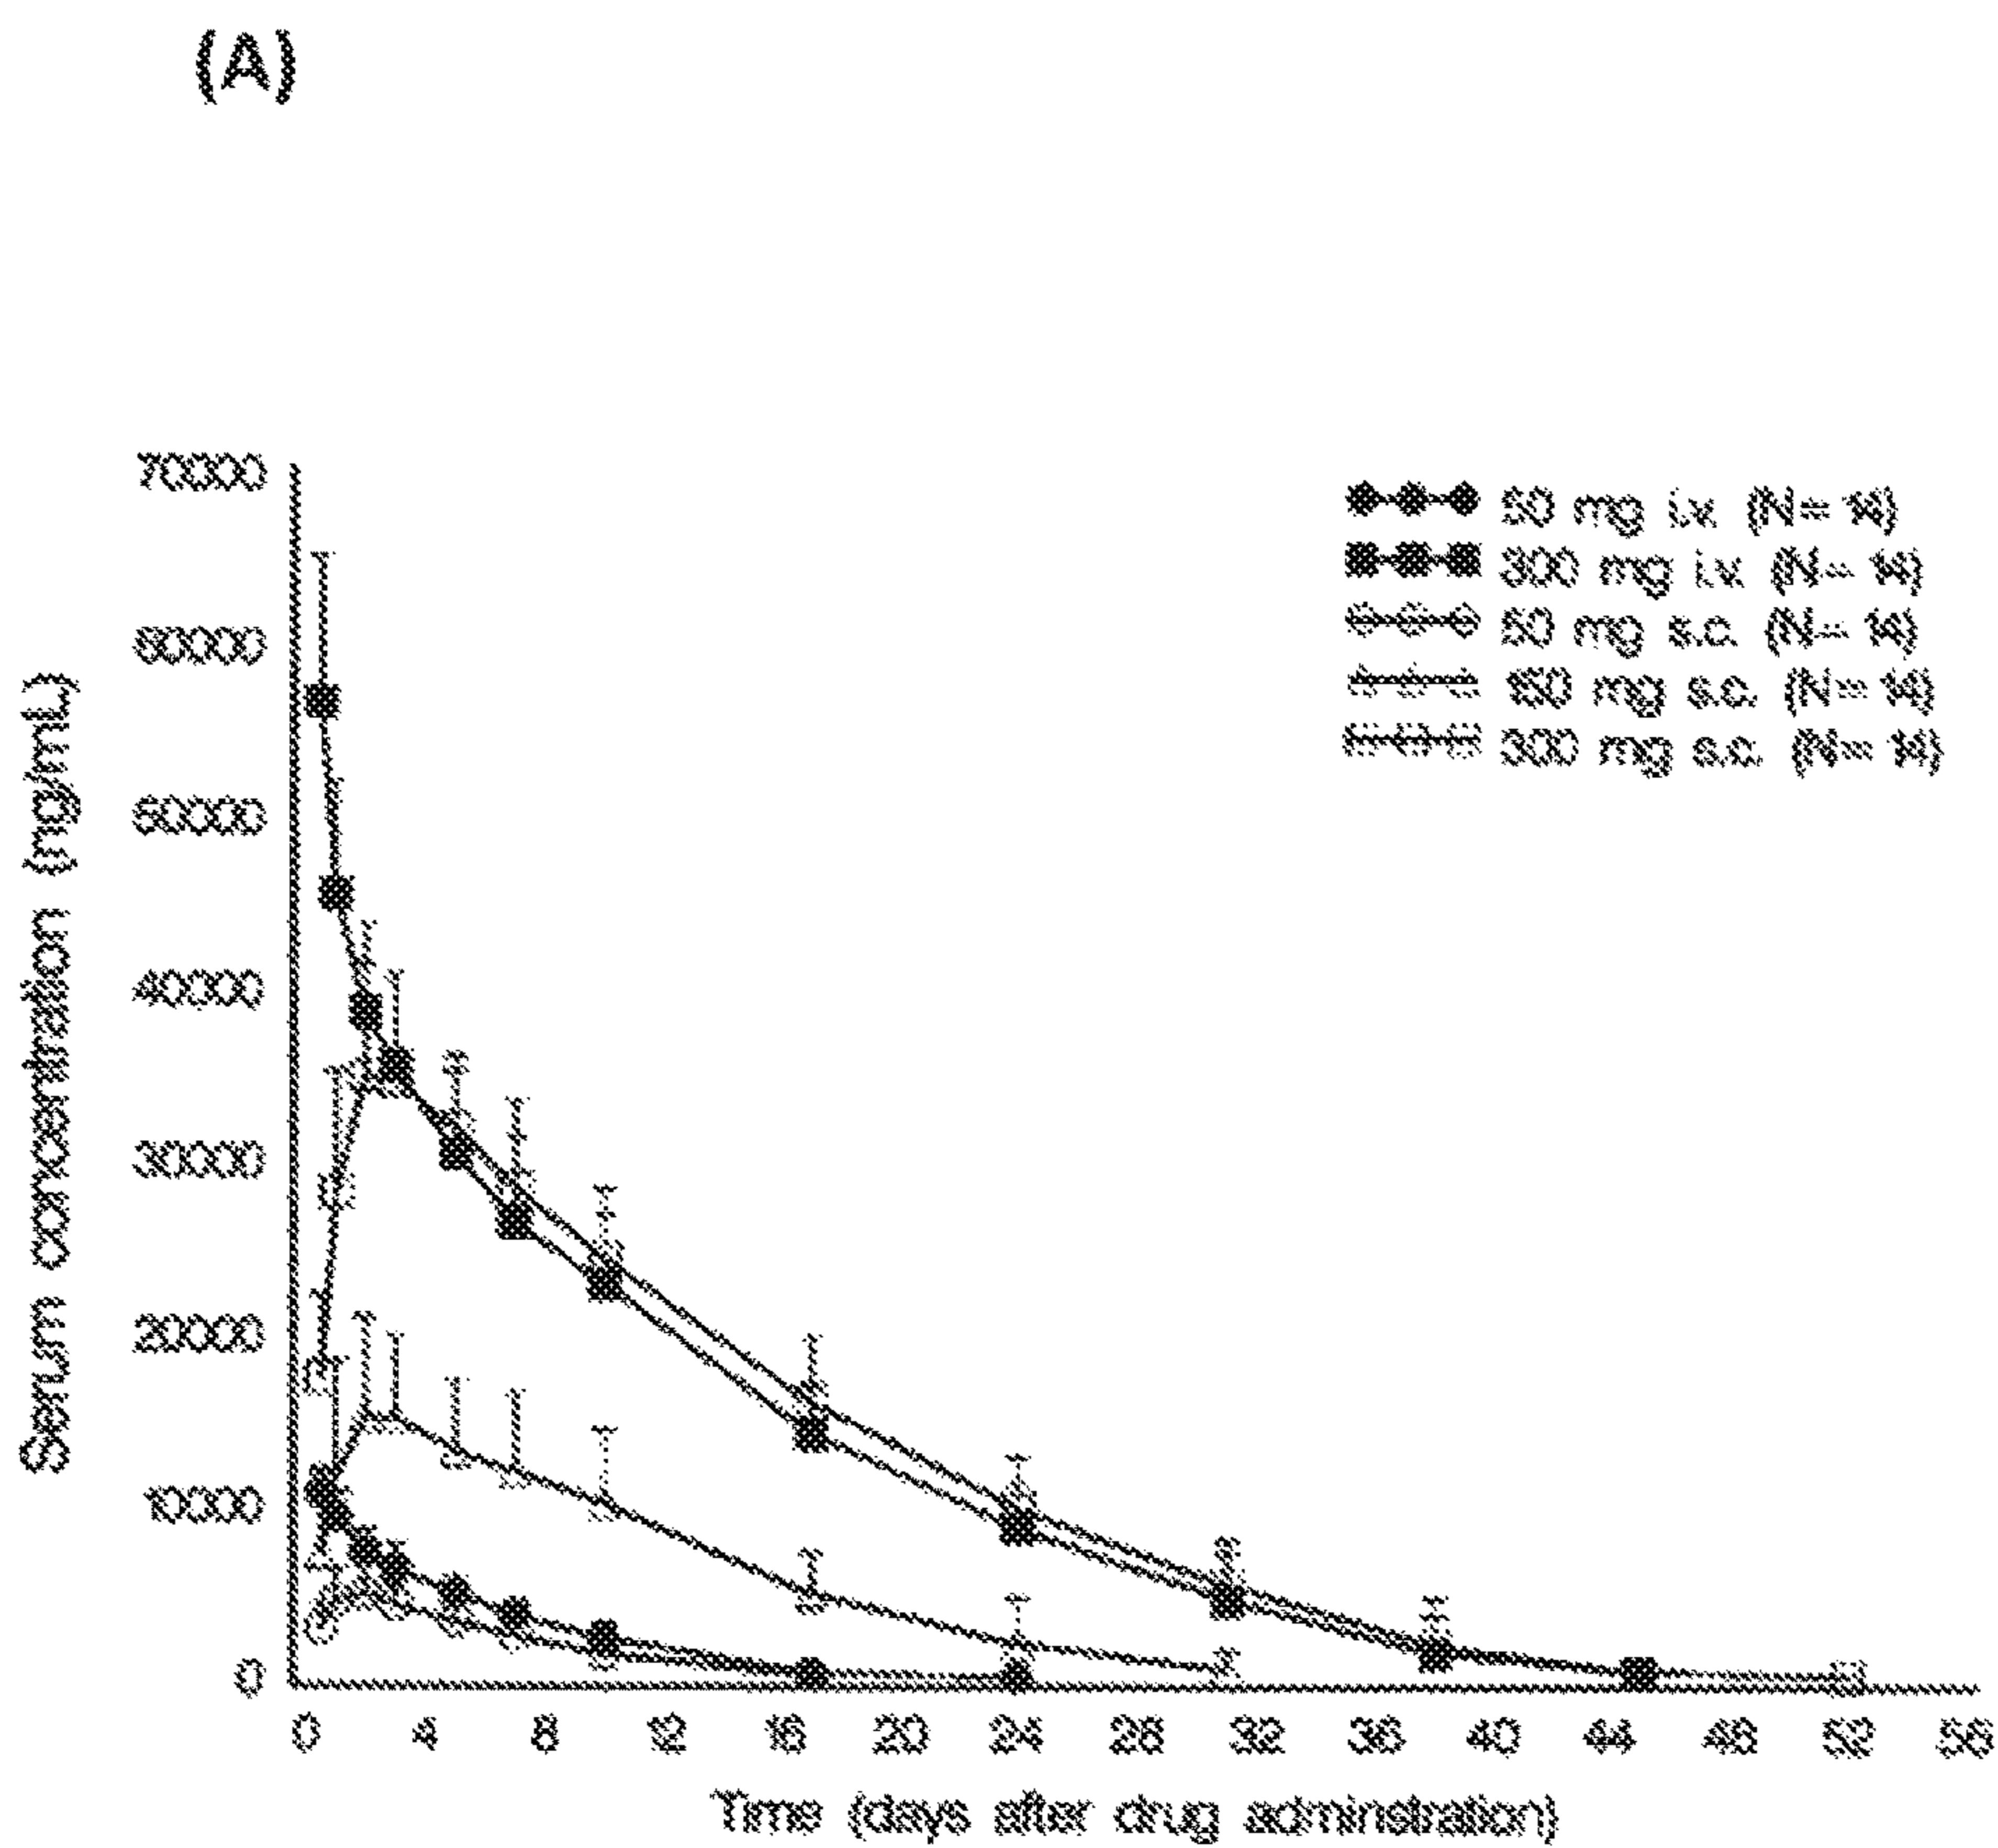 (A)
70000
60000
50000
40000
30000
20000
10000
0
Serum concentration (ng/mL)
50 mg i.v. (N =
300 mg i.v. (N =
50 mg s.c. (N =
mg s.c. (N =
300 mg s.c. (N =
0 4 8 12 16 20 24 28 32 36 40 44 48 52 56
Time (days after drug adminstration)